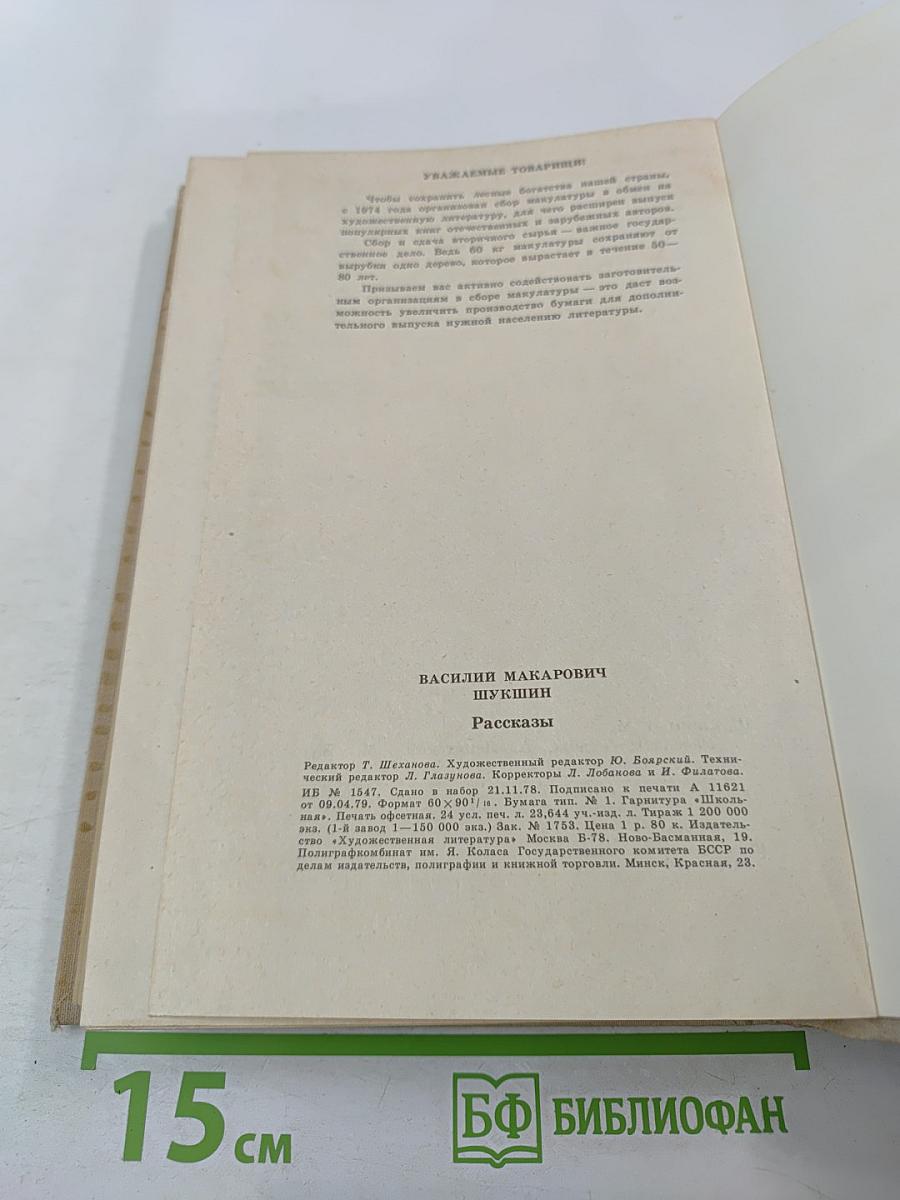 УВАЖАЕМЫЕ ТОВАРИЩИ!
Чтобы сохранить лесные богатства нашей страны,
с 1974 года организован сбор макулатуры в обмен на
художественную литературу, для чего расширен выпуск
популярных книг отечественных и зарубежных авторов.
Сбор и сдача вторичного сырья — важное государ-
ственное дело. Ведь 60 кг макулатуры сохраняют от
вырубки одно дерево, которое вырастает в течение 50—
80 лет.
Призываем вас активно содействовать заготовитель-
ным организациям в сборе макулатуры — это даст воз-
можность увеличить производство бумаги для дополни-
тельного выпуска нужной населению литературы.
ВАСИЛИЙ МАКАРОВИЧ
ШУКШИН
Рассказы
Редактор Т. Шеханова. Художественный редактор Ю. Боярский. Техни-
ческий редактор Л. Глазунова. Корректоры Л. Лобанова и И. Филатова.
ИБ № 1547. Сдано в набор 21.11.78. Подписано к печати А 11621
от 09.04.79. Формат 60×90 1/16. Бумага тип. № 1. Гарнитура «Школь-
ная». Печать офсетная. 24 усл. печ. л. 23,644 уч.-изд. л. Тираж 1 200 000
экз. (1-й завод 1—150 000 экз.) Зак. № 1753. Цена 1 р. 80 к. Издатель-
ство «Художественная литература» Москва Б-78. Ново-Басманная, 19.
Полиграфкомбинат им. Я. Коласа Государственного комитета БССР по
делам издательств, полиграфии и книжной торговли. Минск, Красная, 23.
15 см
БФ БИБЛИОФАН